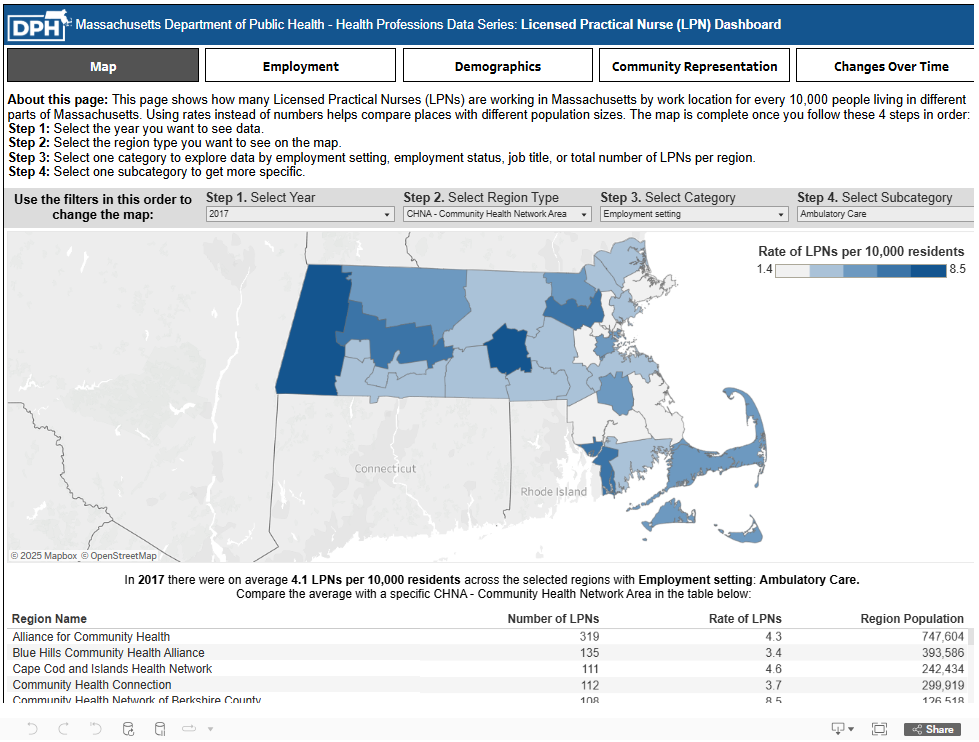 DPH Massachusetts Department of Public Health - Health Professions Data Series: Licensed Practical Nurse (LPN) Dashboard
Map Employment Demographics Community Representation Changes Over Time
About this page: This page shows how many Licensed Practical Nurses (LPNs) are working in Massachusetts by work location for every 10,000 people living in different
parts of Massachusetts. Using rates instead of numbers helps compare places with different population sizes. The map is complete once you follow these 4 steps in order:
Step 1: Select the year you want to see data.
Step 2: Select the region type you want to see on the map.
Step 3: Select one category to explore data by employment setting, employment status, job title, or total number of LPNs per region.
Step 4: Select one subcategory to get more specific.
Use the filters in this order to
change the map:
Step 1. Select Year
2017
Step 2. Select Region Type
CHNA - Community Health Network Area
Step 3. Select Category
Employment setting
Step 4. Select Subcategory
Ambulatory Care
Rate of LPNs per 10,000 residents
1.4 8.5
Connecticut
Rhode Island
© 2025 Mapbox © OpenStreetMap
In 2017 there were on average 4.1 LPNs per 10,000 residents across the selected regions with Employment setting: Ambulatory Care.
Compare the average with a specific CHNA - Community Health Network Area in the table below:
Region Name Number of LPNs Rate of LPNs Region Population
Alliance for Community Health 319 4.3 747,604
Blue Hills Community Health Alliance 135 3.4 393,586
Cape Cod and Islands Health Network 111 4.6 242,434
Community Health Connection 112 3.7 299,919
Community Health Network of Berkshire County 108 8.5 126,518
Share